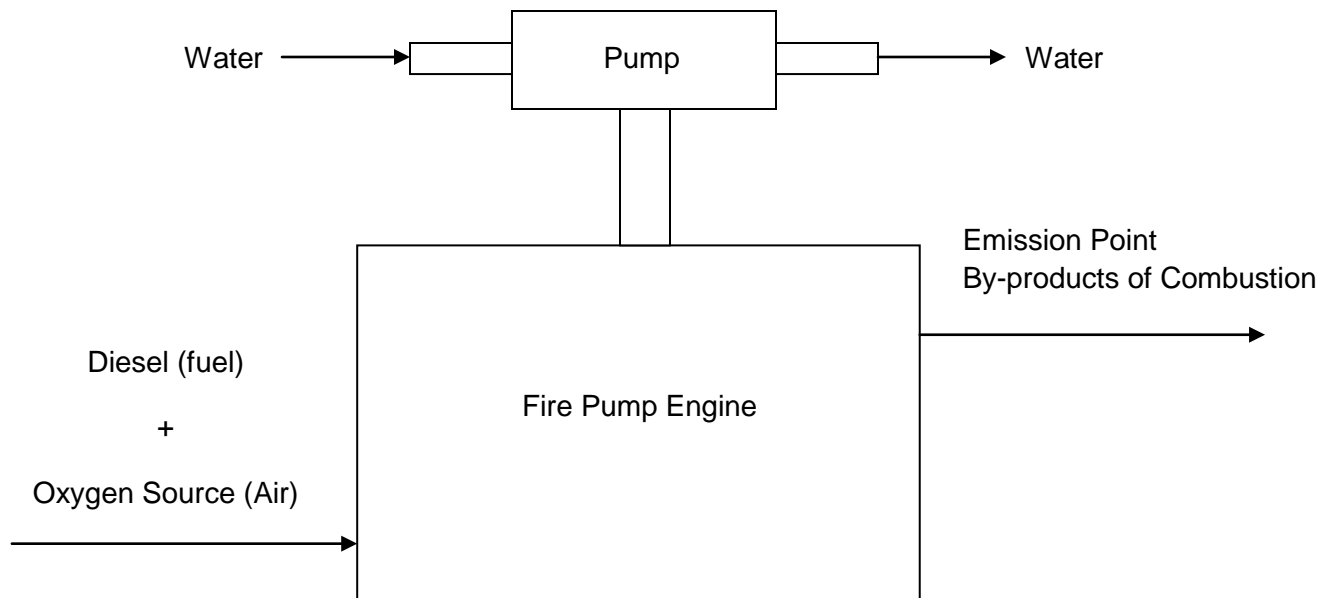 Water
Pump
Water
Emission Point
By-products of Combustion
Diesel (fuel)
+
Oxygen Source (Air)
Fire Pump Engine